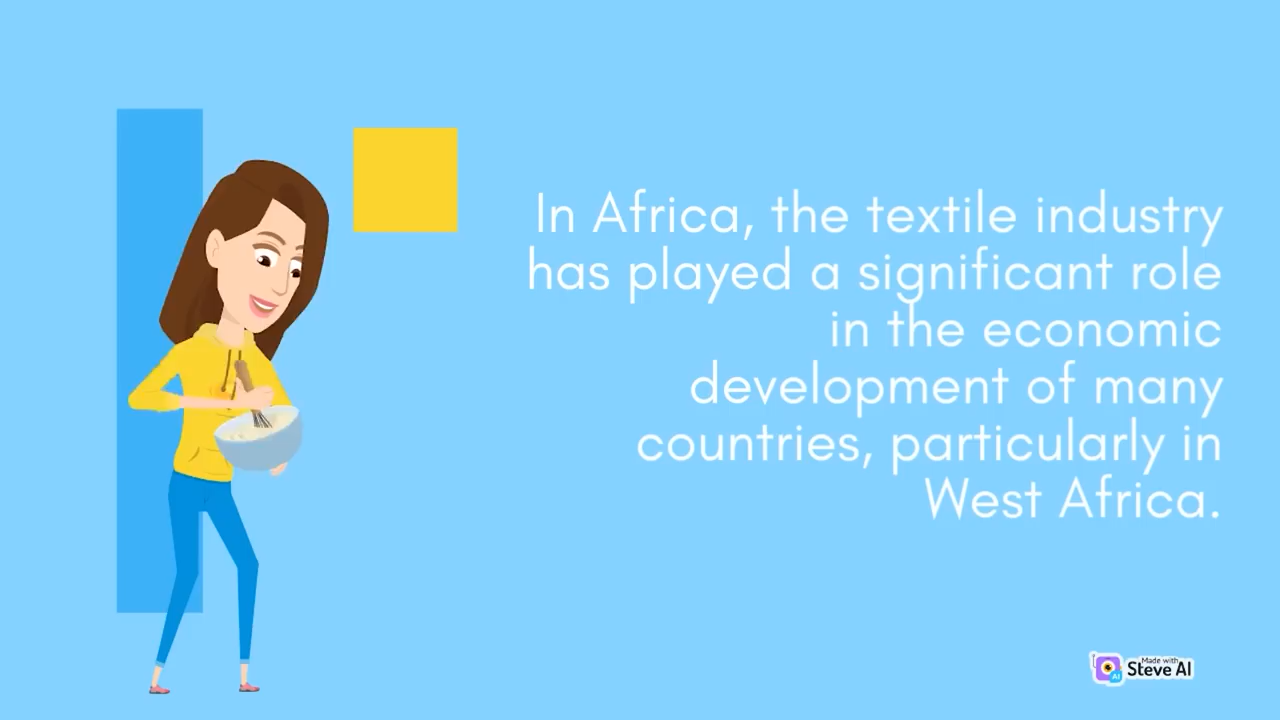 In Africa, the textile industry
has played a significant role
in the economic
development of many
countries, particularly in
West Africa.
Made with
Steve AI
AI